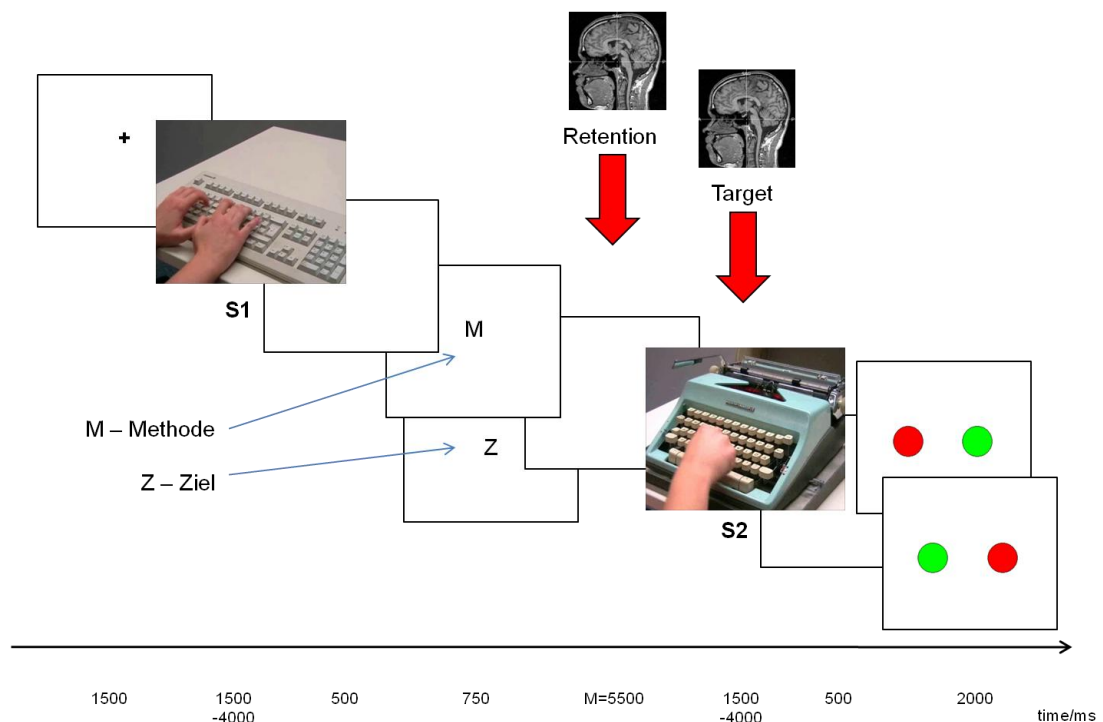 Retention
Target
+
S1
M
M – Methode
Z
Z – Ziel
S2
1500 1500 500 750 M=5500 1500 500 2000
-4000 -4000 time/ms